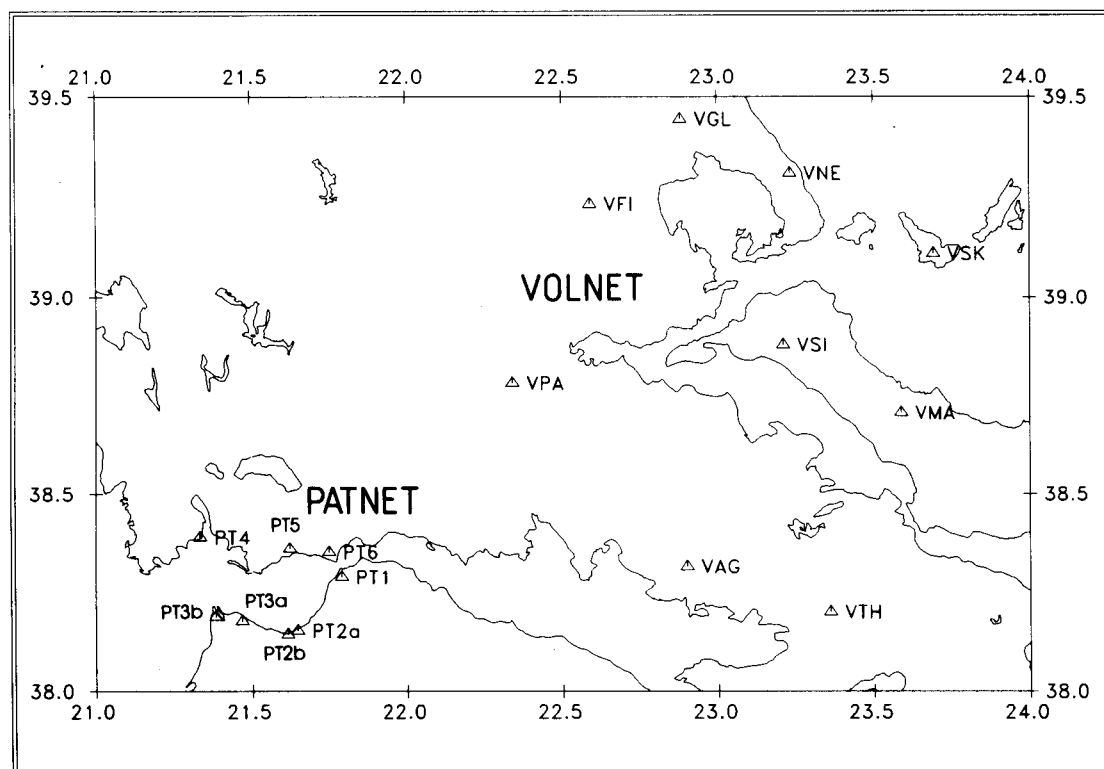 21.0 21.5 22.0 22.5 23.0 23.5 24.0
39.5 39.5
VGL
VNE
VFI
VSK
39.0 VOLNET 39.0
VSI
VPA
VMA
38.5 PATNET 38.5
PT5
PT4
PT6
VAG
PT1
PT3a
PT3b
VTH
PT2a
PT2b
38.0 38.0
21.0 21.5 22.0 22.5 23.0 23.5 24.0